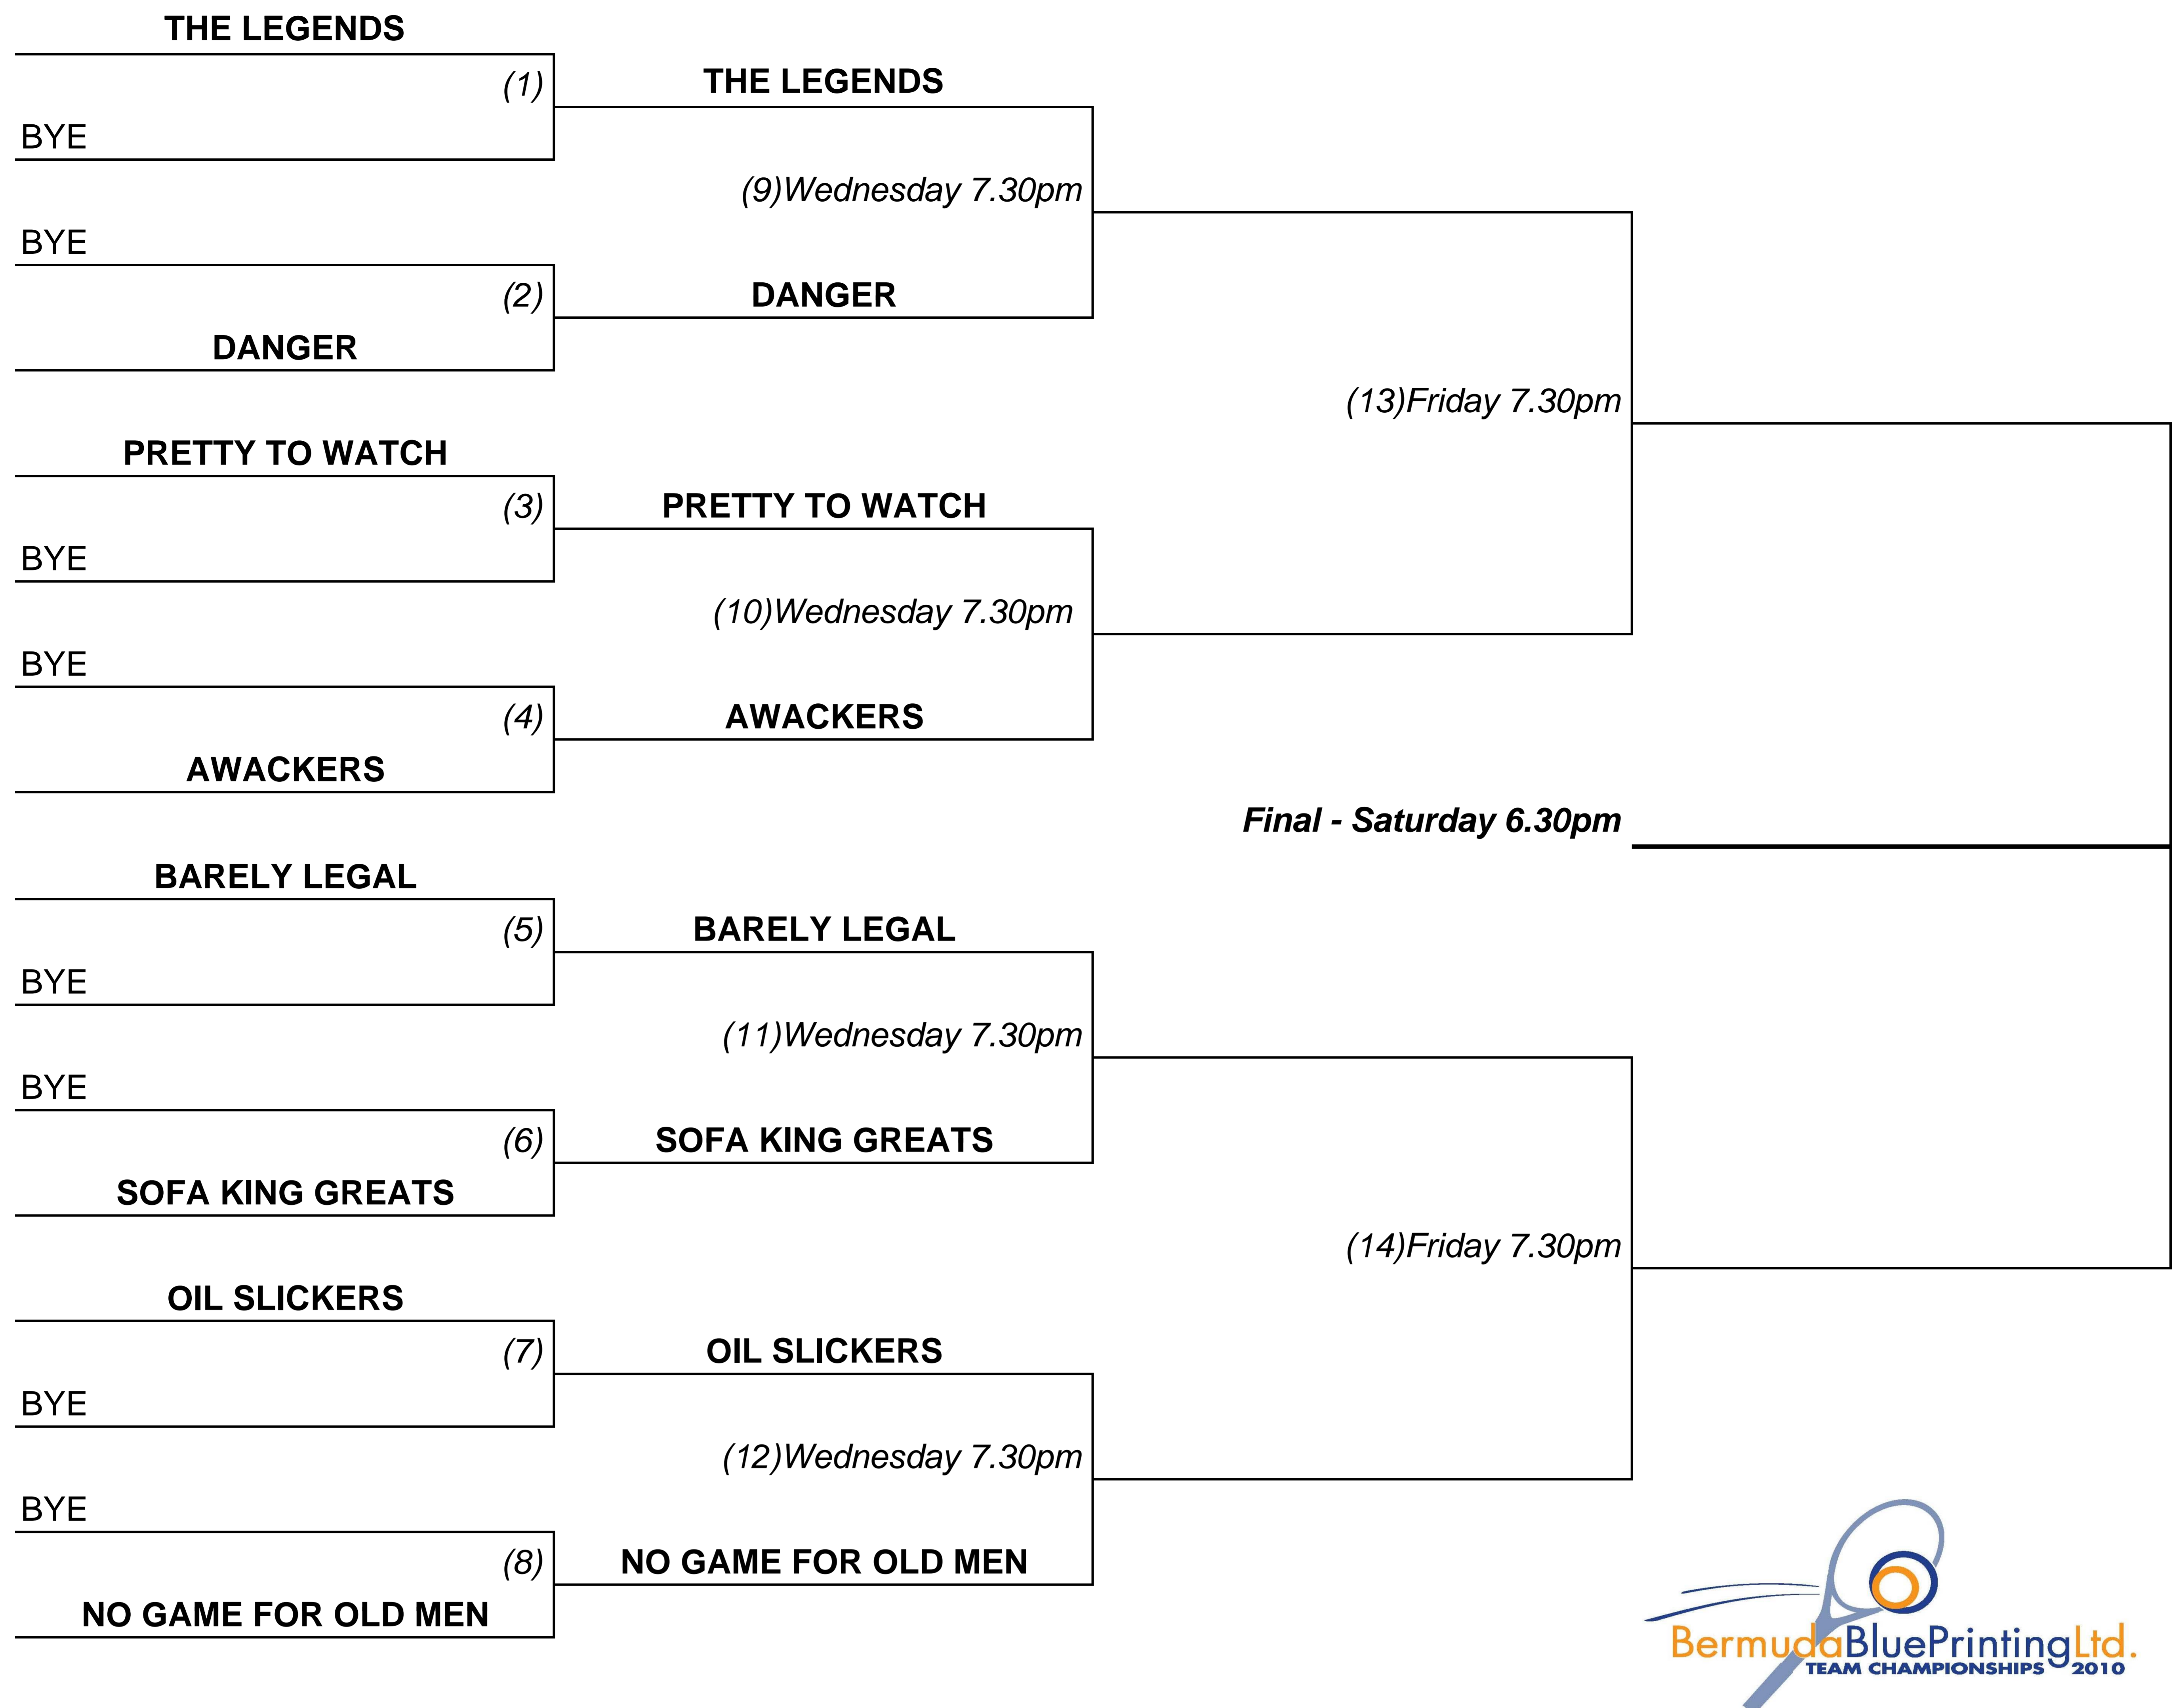 THE LEGENDS
(1)
THE LEGENDS
BYE
(9)Wednesday 7.30pm
BYE
(2)
DANGER
DANGER
(13)Friday 7.30pm
PRETTY TO WATCH
(3)
PRETTY TO WATCH
BYE
(10)Wednesday 7.30pm
BYE
(4)
AWACKERS
AWACKERS
Final - Saturday 6.30pm
BARELY LEGAL
(5)
BARELY LEGAL
BYE
(11)Wednesday 7.30pm
BYE
(6)
SOFA KING GREATS
SOFA KING GREATS
(14)Friday 7.30pm
OIL SLICKERS
(7)
OIL SLICKERS
BYE
(12)Wednesday 7.30pm
BYE
(8)
NO GAME FOR OLD MEN
NO GAME FOR OLD MEN
BermudaBluePrintingLtd.
TEAM CHAMPIONSHIPS 2010